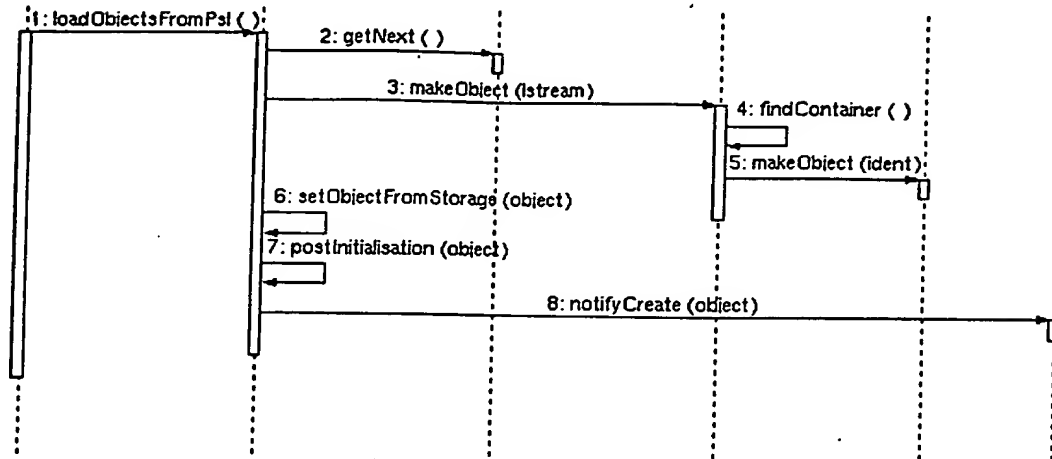 1: loadObjectsFromPsl ( )
2: getNext ( )
3: makeObject (Istream)
4: findContainer ( )
5: makeObject (ident)
6: setObjectFromStorage (object)
7: postInitialisation (object)
8: notifyCreate (object)